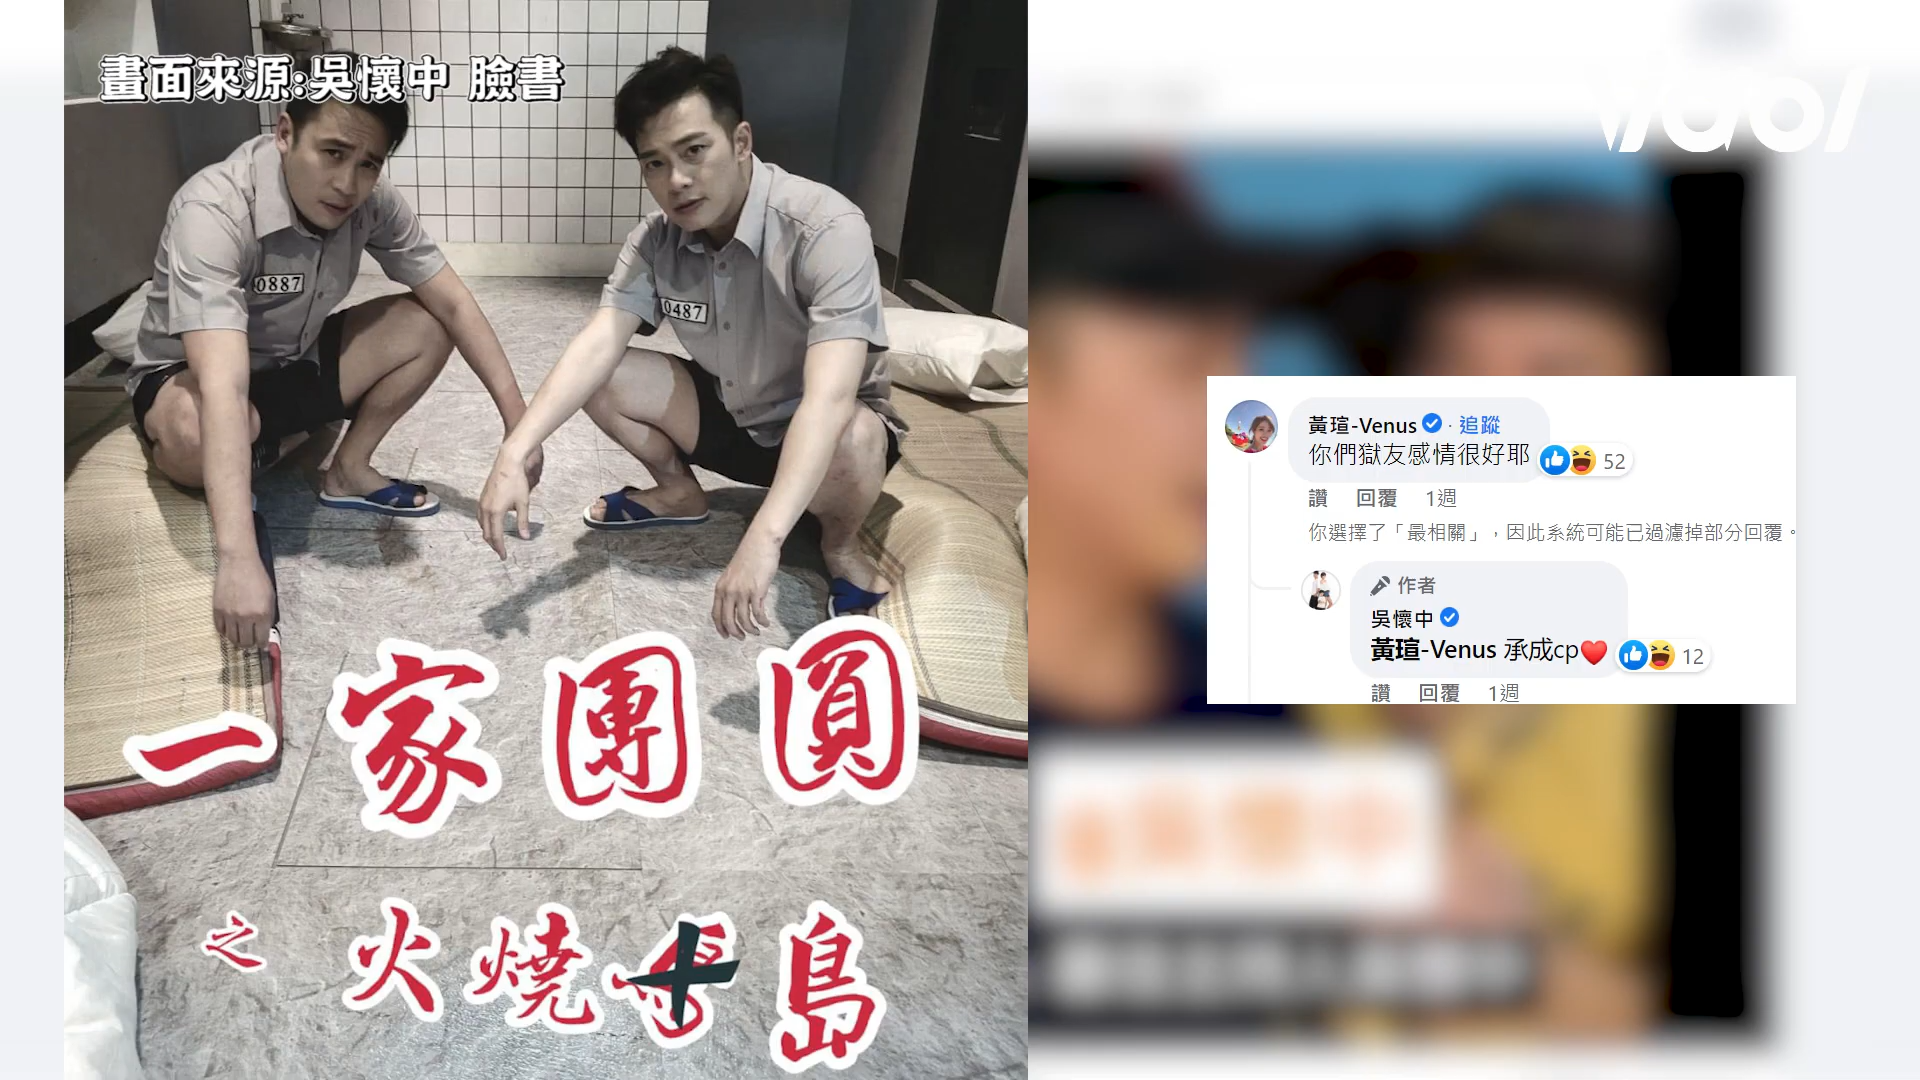 畫面來源:吳懷中 臉書
0887
0487
一家團圓
之火燒島
Vidol
黃瑄-Venus · 追蹤
你們獄友感情很好耶
52
讚 回覆 1週
你選擇了「最相關」，因此系統可能已過濾掉部分回覆。
作者
吳懷中
黃瑄-Venus 承成cp❤️
12
讚 回覆 1週